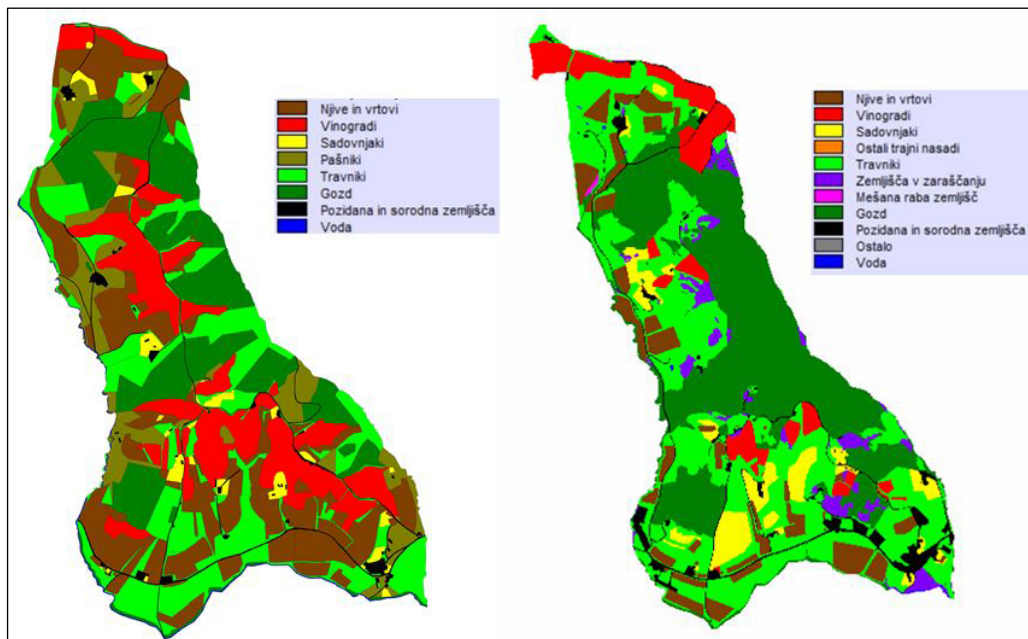 Njive in vrtovi
Vinogradi
Sadovnjaki
Pašniki
Travniki
Gozd
Pozidana in sorodna zemljišča
Voda
Njive in vrtovi
Vinogradi
Sadovnjaki
Ostali trajni nasadi
Travniki
Zemljišča v zaraščanju
Mešana raba zemljišč
Gozd
Pozidana in sorodna zemljišča
Ostalo
Voda